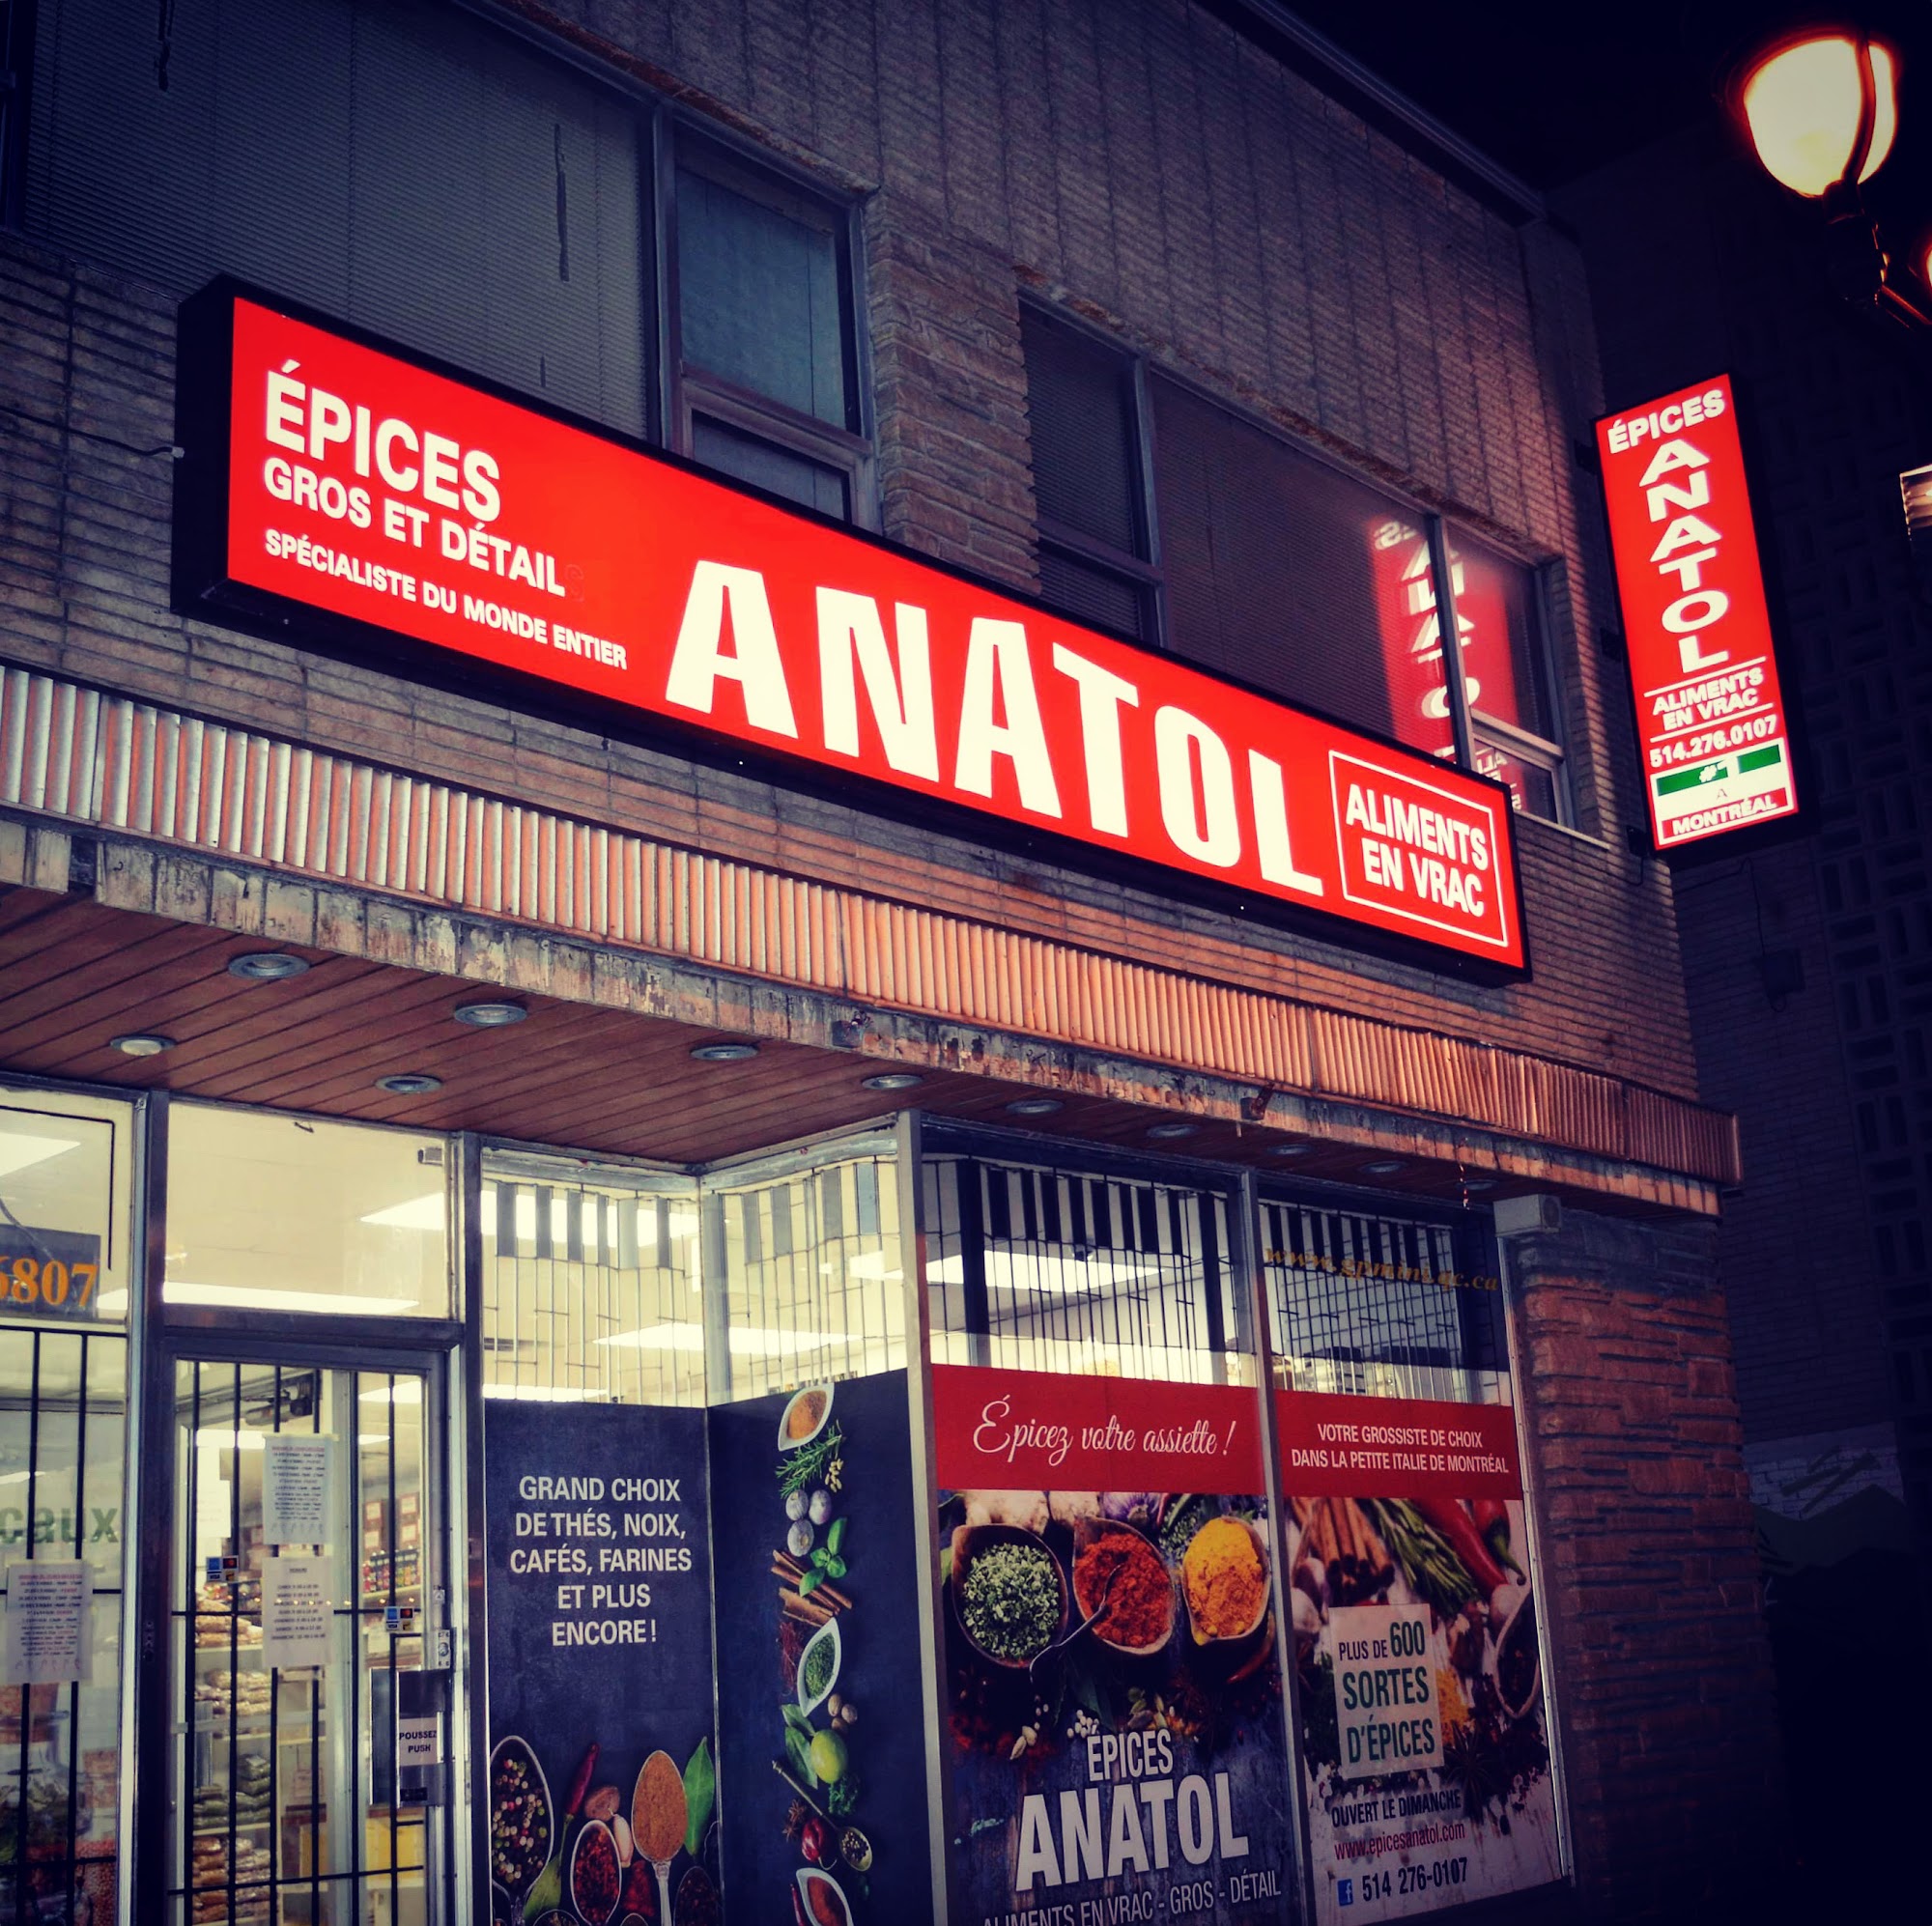 ÉPICES
GROS ET DÉTAIL
SPÉCIALISTE DU MONDE ENTIER
ANATOL
ALIMENTS
EN VRAC
ÉPICES
ANATOL
ALIMENTS
EN VRAC
514.276.0107
#1
À
MONTRÉAL
6807
caux
POUSSEZ
PUSH
GRAND CHOIX
DE THÉS, NOIX,
CAFÉS, FARINES
ET PLUS
ENCORE !
Épicez votre assiette !
VOTRE GROSSISTE DE CHOIX
DANS LA PETITE ITALIE DE MONTRÉAL
PLUS DE 600
SORTES
D'ÉPICES
ÉPICES
ANATOL
ALIMENTS EN VRAC - GROS - DÉTAIL
OUVERT LE DIMANCHE
www.epicesanatol.com
514 276-0107